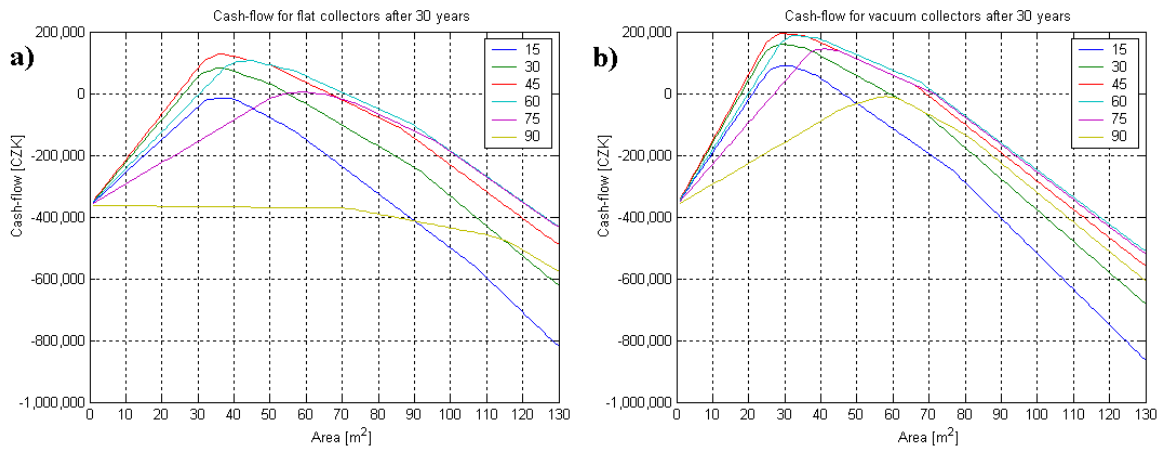 Cash-flow for flat collectors after 30 years
a)
200,000
0
-200,000
-400,000
-600,000
-800,000
-1,000,000
Cash-flow [CZK]
15
30
45
60
75
90
0 10 20 30 40 50 60 70 80 90 100 110 120 130
Area [m²]
Cash-flow for vacuum collectors after 30 years
b)
200,000
0
-200,000
-400,000
-600,000
-800,000
-1,000,000
Cash-flow [CZK]
15
30
45
60
75
90
0 10 20 30 40 50 60 70 80 90 100 110 120 130
Area [m²]